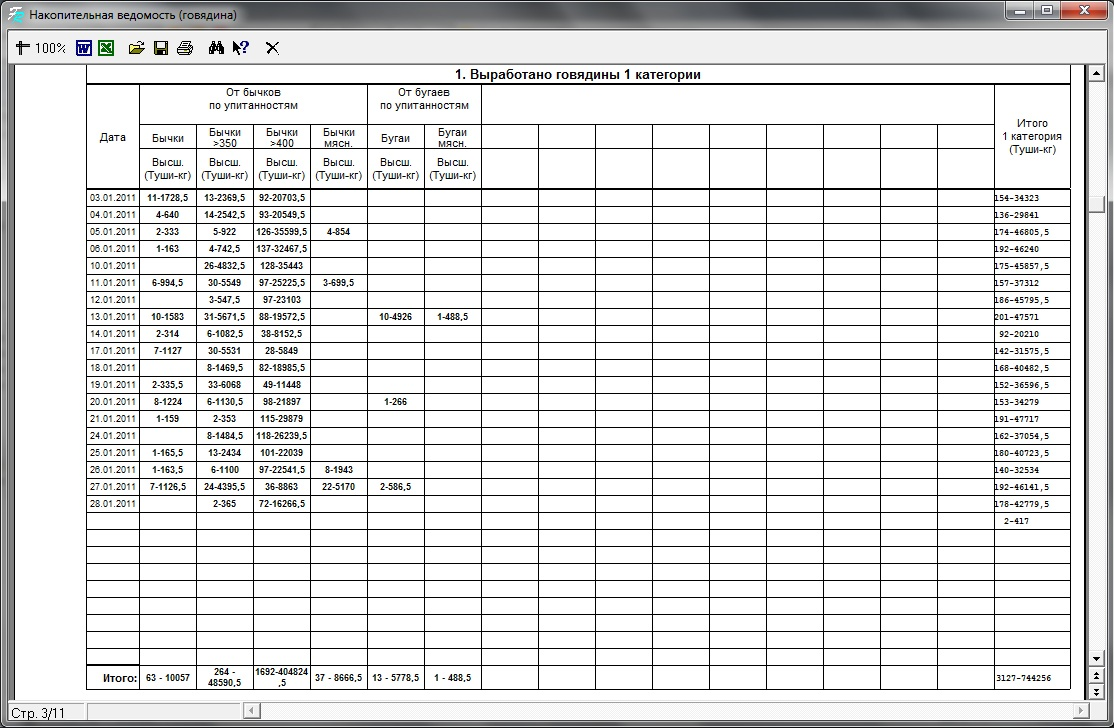 Накопительная ведомость (говядина)
100%
1. Выработано говядины 1 категории
Дата От бычков по упитанностям От бугаев по упитанностям Итого 1 категория (Туши-кг)
Бычки Бычки >350 Бычки >400 Бычки мясн. Бугаи Бугаи мясн.
Высш. (Туши-кг) Высш. (Туши-кг) Высш. (Туши-кг) Высш. (Туши-кг) Высш. (Туши-кг) Высш. (Туши-кг)
03.01.2011 11-1728,5 13-2369,5 92-20703,5 154-34323
04.01.2011 4-640 14-2542,5 93-20549,5 136-29841
05.01.2011 2-333 5-922 126-35599,5 4-854 174-46805,5
06.01.2011 1-163 4-742,5 137-32467,5 192-46240
10.01.2011 26-4832,5 128-35443 175-45857,5
11.01.2011 6-994,5 30-5549 97-25225,5 3-699,5 157-37312
12.01.2011 3-547,5 97-23103 186-45795,5
13.01.2011 10-1583 31-5671,5 88-19572,5 10-4926 1-488,5 201-47571
14.01.2011 2-314 6-1082,5 38-8152,5 92-20210
17.01.2011 7-1127 30-5531 28-5849 142-31575,5
18.01.2011 8-1469,5 82-18985,5 168-40482,5
19.01.2011 2-335,5 33-6068 49-11448 152-36596,5
20.01.2011 8-1224 6-1130,5 98-21897 1-266 153-34279
21.01.2011 1-159 2-353 115-29879 191-47717
24.01.2011 8-1484,5 118-26239,5 162-37054,5
25.01.2011 1-165,5 13-2434 101-22039 180-40723,5
26.01.2011 1-163,5 6-1100 97-22541,5 8-1943 140-32534
27.01.2011 7-1126,5 24-4395,5 36-8863 22-5170 2-586,5 192-46141,5
28.01.2011 2-365 72-16266,5 178-42779,5
2-417
Итого: 63 - 10057 264 - 48590,5 1692-404824,5 37 - 8666,5 13 - 5778,5 1 - 488,5 3127-744256
Стр. 3/11